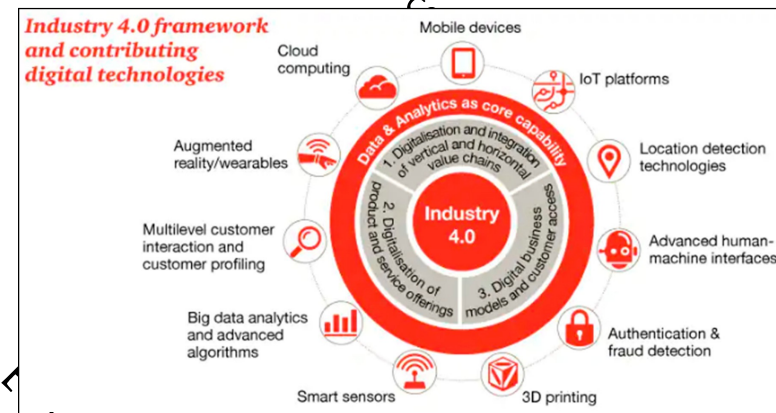 Industry 4.0 framework
and contributing
digital technologies
Mobile devices
Cloud
computing
IoT platforms
Augmented
reality/wearables
Location detection
technologies
Multilevel customer
interaction and
customer profiling
Advanced human-
machine interfaces
Big data analytics
and advanced
algorithms
Authentication &
fraud detection
Smart sensors
3D printing
Data & Analytics as core capability
1. Digitalisation and integration
of vertical and horizontal
value chains
2. Digitalisation of
product and service offerings
3. Digital business
models and customer access
Industry
4.0